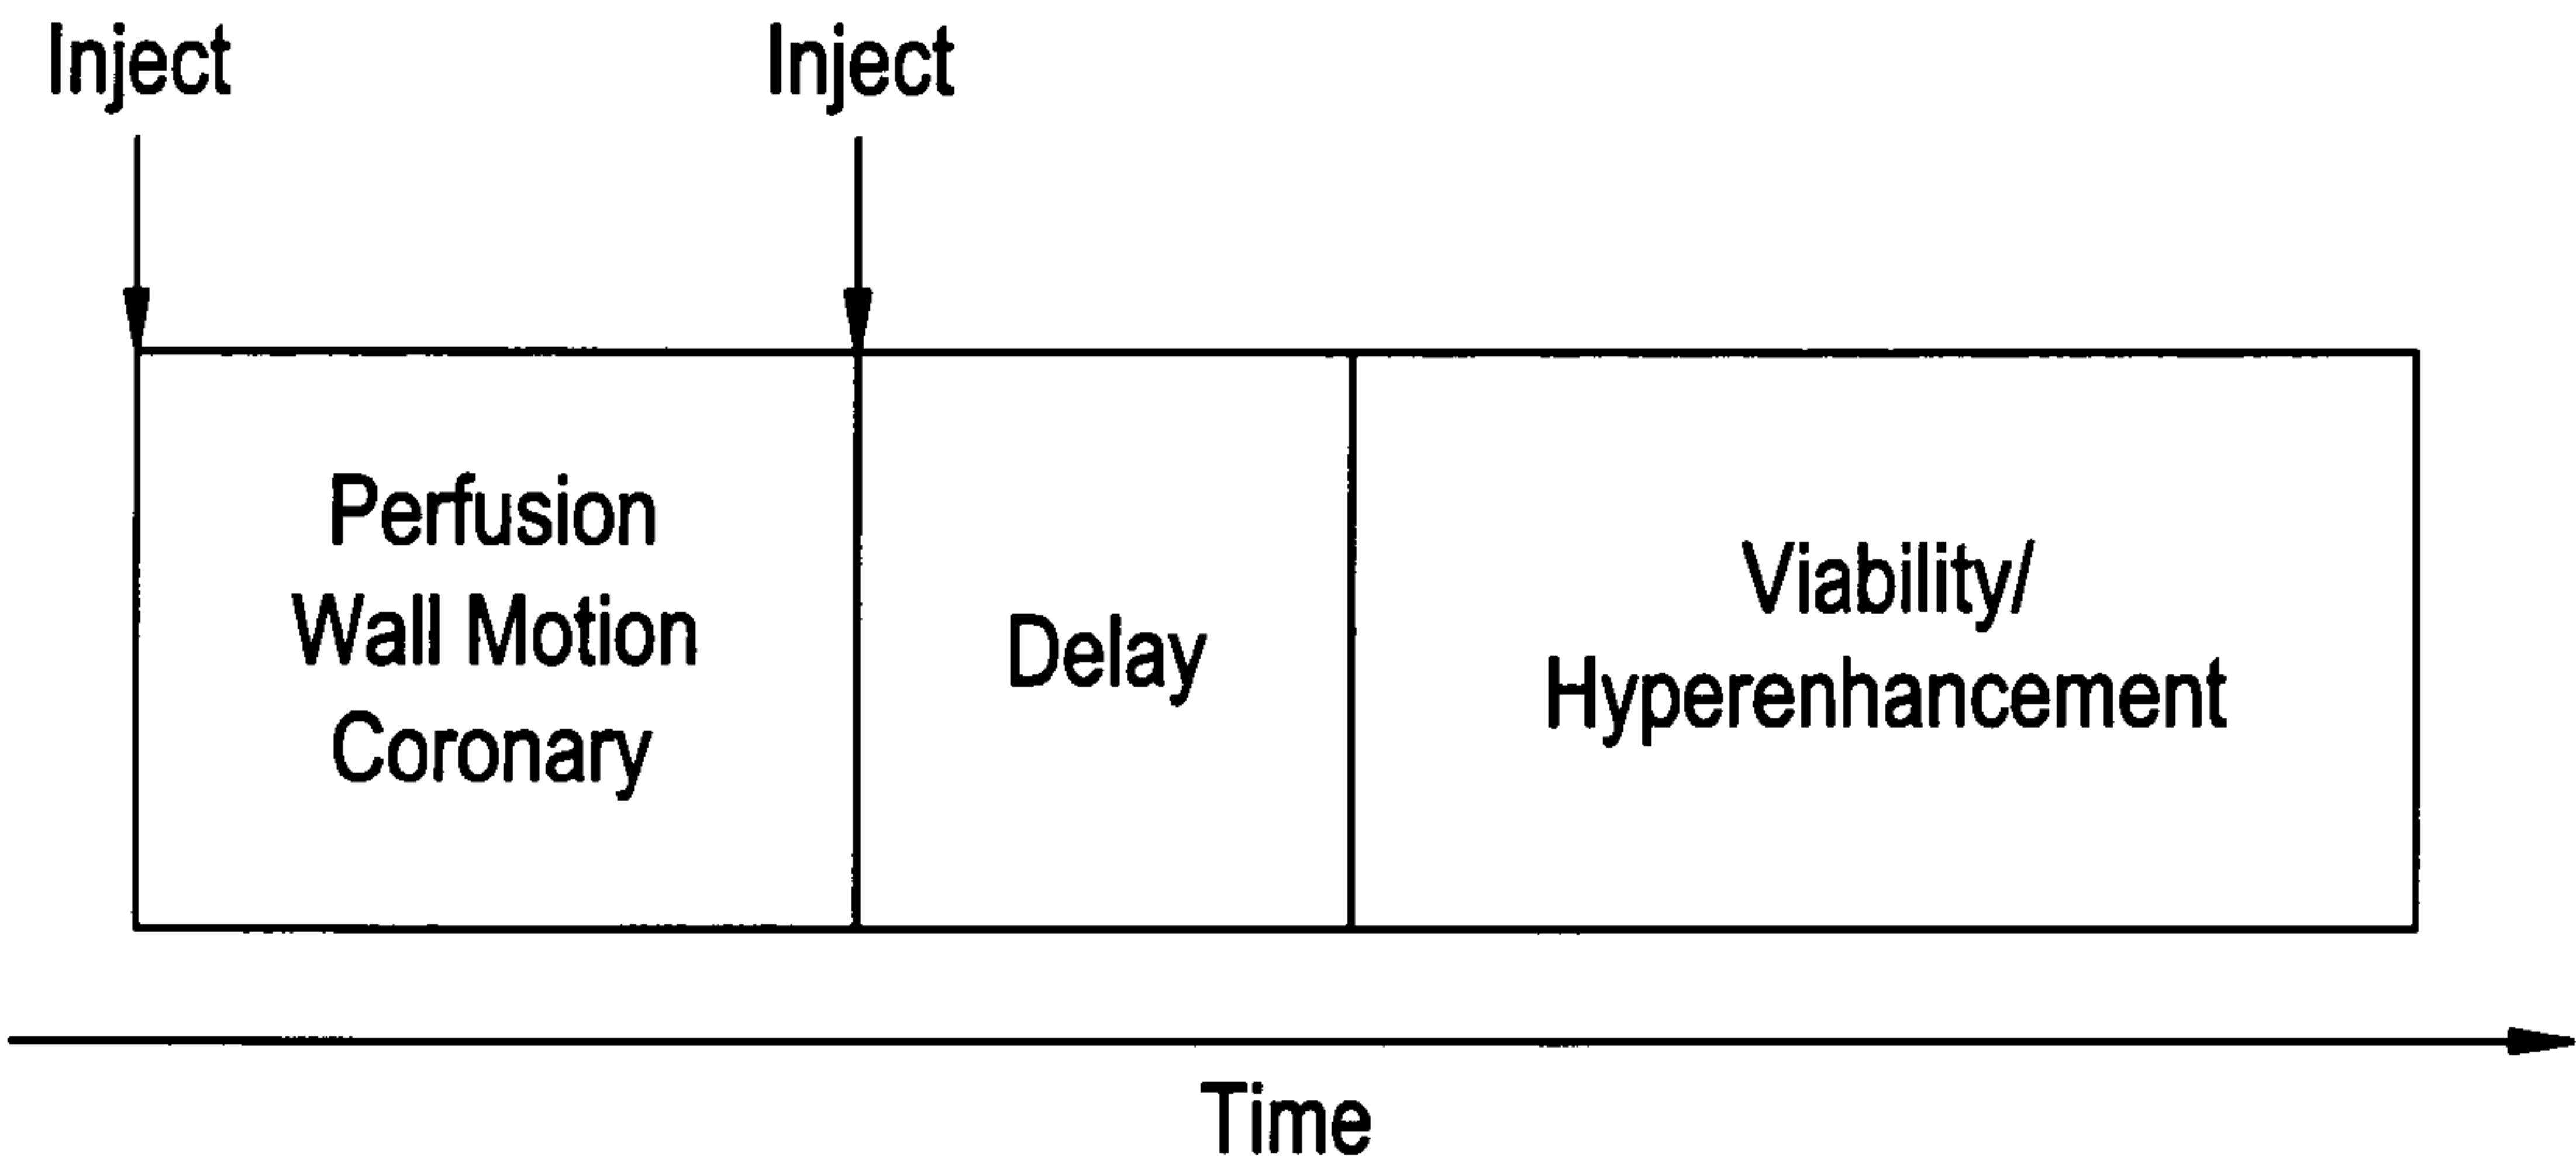 Inject
Inject
Perfusion
Wall Motion
Coronary
Delay
Viability/
Hyperenhancement
Time